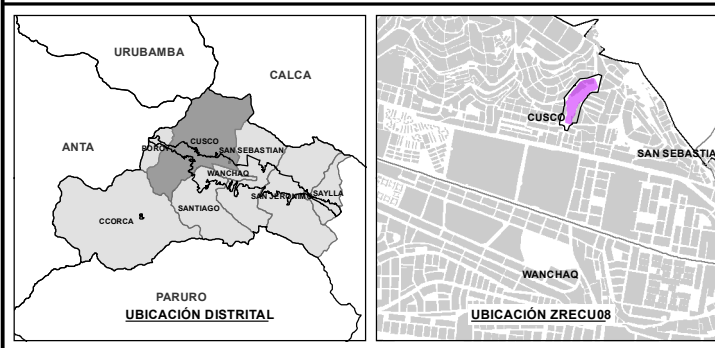 URUBAMBA
CALCA
ANTA
POROY
CUSCO
SAN SEBASTIAN
WANCHAQ
SAN JERONIMO
SAYLLA
SANTIAGO
CCORCA
PARURO
UBICACIÓN DISTRITAL
CUSCO
SAN SEBASTIA
WANCHAQ
UBICACIÓN ZRECU08